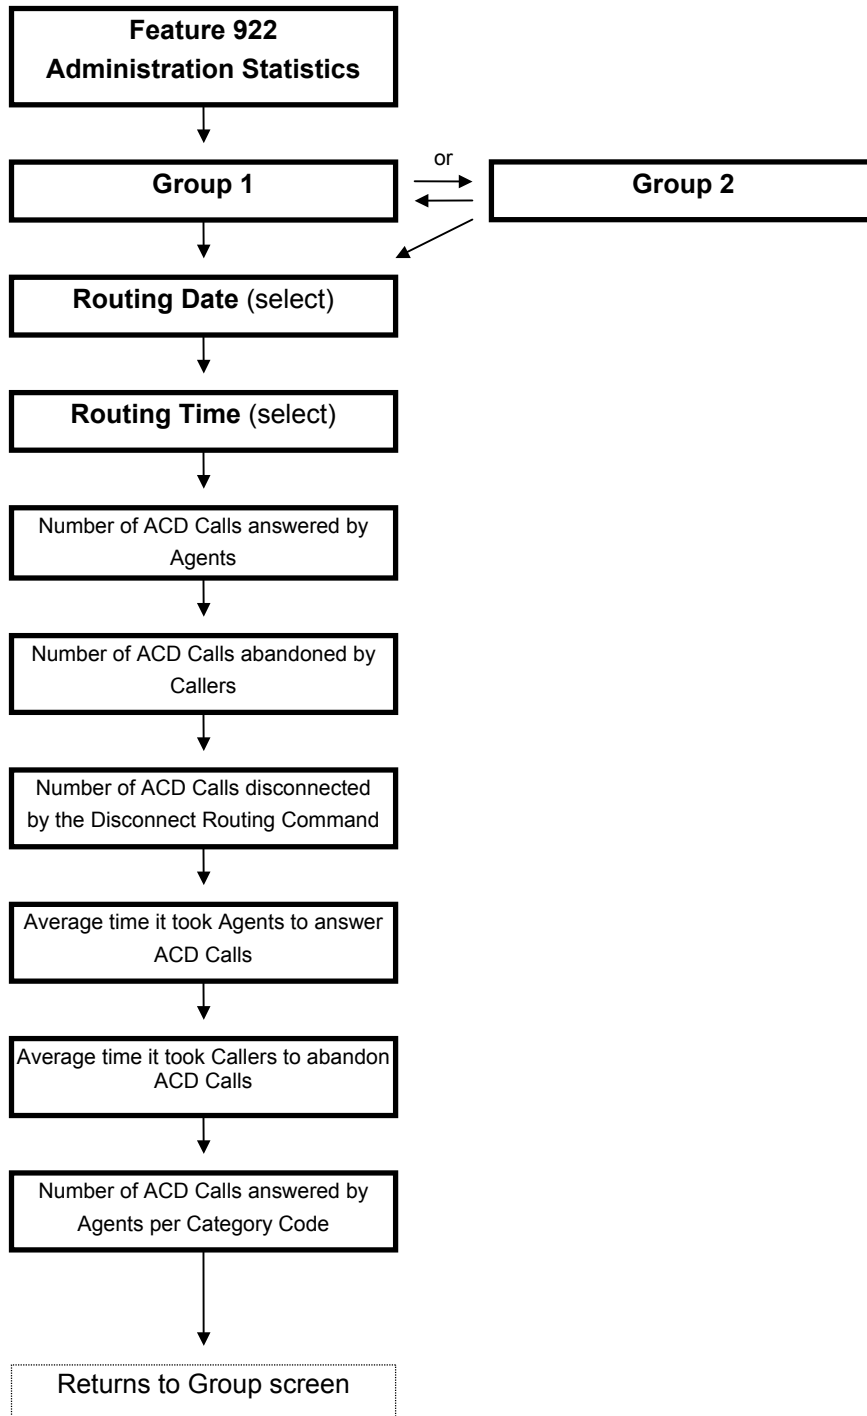 Feature 922
Administration Statistics
or
Group 1
Group 2
Routing Date (select)
Routing Time (select)
Number of ACD Calls answered by
Agents
Number of ACD Calls abandoned by
Callers
Number of ACD Calls disconnected
by the Disconnect Routing Command
Average time it took Agents to answer
ACD Calls
Average time it took Callers to abandon
ACD Calls
Number of ACD Calls answered by
Agents per Category Code
Returns to Group screen